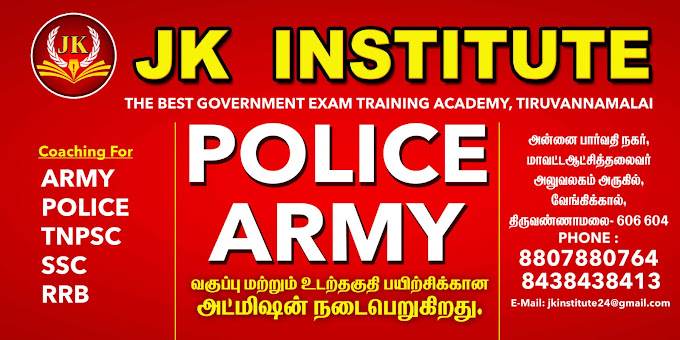 JK
JK INSTITUTE
THE BEST GOVERNMENT EXAM TRAINING ACADEMY, TIRUVANNAMALAI
Coaching For
ARMY
POLICE
TNPSC
SSC
RRB
POLICE
ARMY
வகுப்பு மற்றும் உடற்தகுதி பயிற்சிக்கான
அட்மிஷன் நடைபெறுகிறது.
அன்னை பார்வதி நகர்,
மாவட்டஆட்சித்தலைவர்
அலுவலகம் அருகில்,
வேங்கிக்கால்,
திருவண்ணாமலை- 606 604
PHONE :
8807880764
8438438413
E-Mail: jkinstitute24@gmail.com